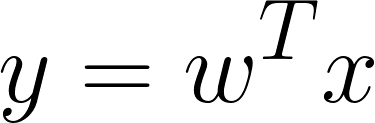 y = w^T x